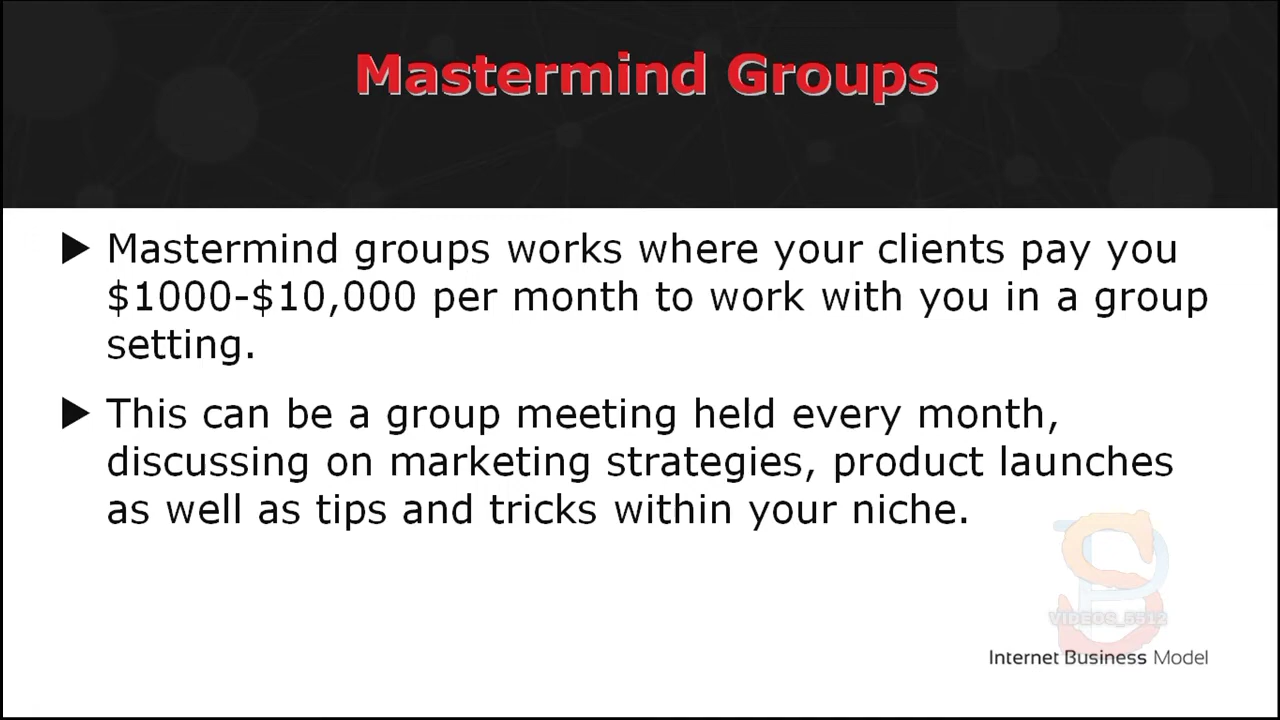 Mastermind Groups
Mastermind groups works where your clients pay you
$1000-$10,000 per month to work with you in a group
setting.
This can be a group meeting held every month,
discussing on marketing strategies, product launches
as well as tips and tricks within your niche.
VIDEOS_5512
Internet Business Model